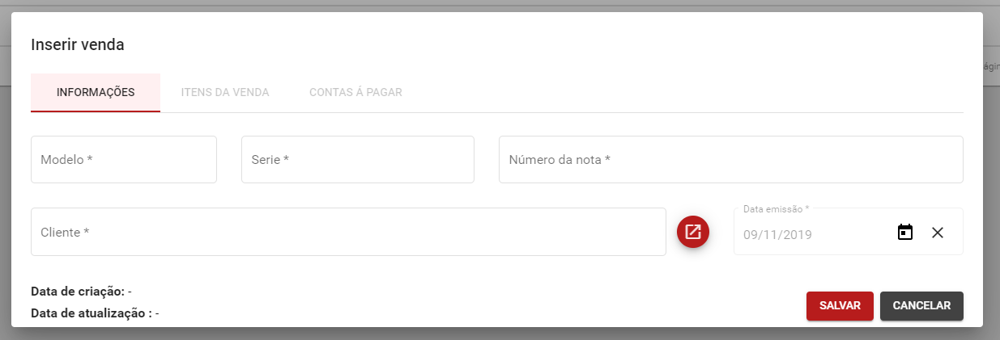 ágin
Inserir venda
INFORMAÇÕES ITENS DA VENDA CONTAS Á PAGAR
Modelo * Serie * Número da nota *
Data emissão *
Cliente * 09/11/2019
Data de criação: -
Data de atualização : -
SALVAR CANCELAR